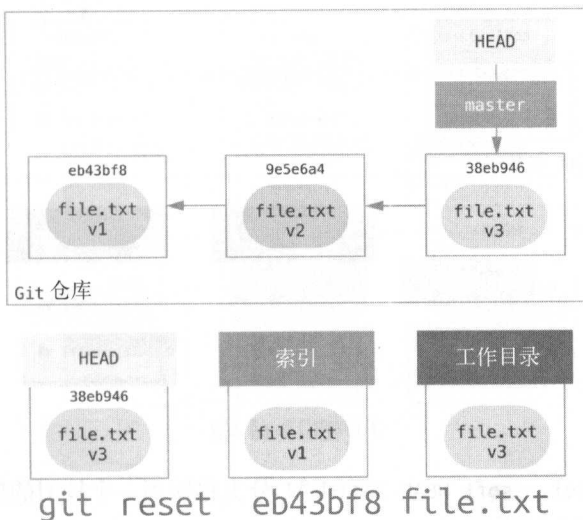 HEAD
master
eb43bf8 9e5e6a4 38eb946
file.txt file.txt file.txt
v1 v2 v3
Git 仓库
HEAD 索引 工作目录
38eb946
file.txt file.txt file.txt
v3 v1 v3
git reset eb43bf8 file.txt